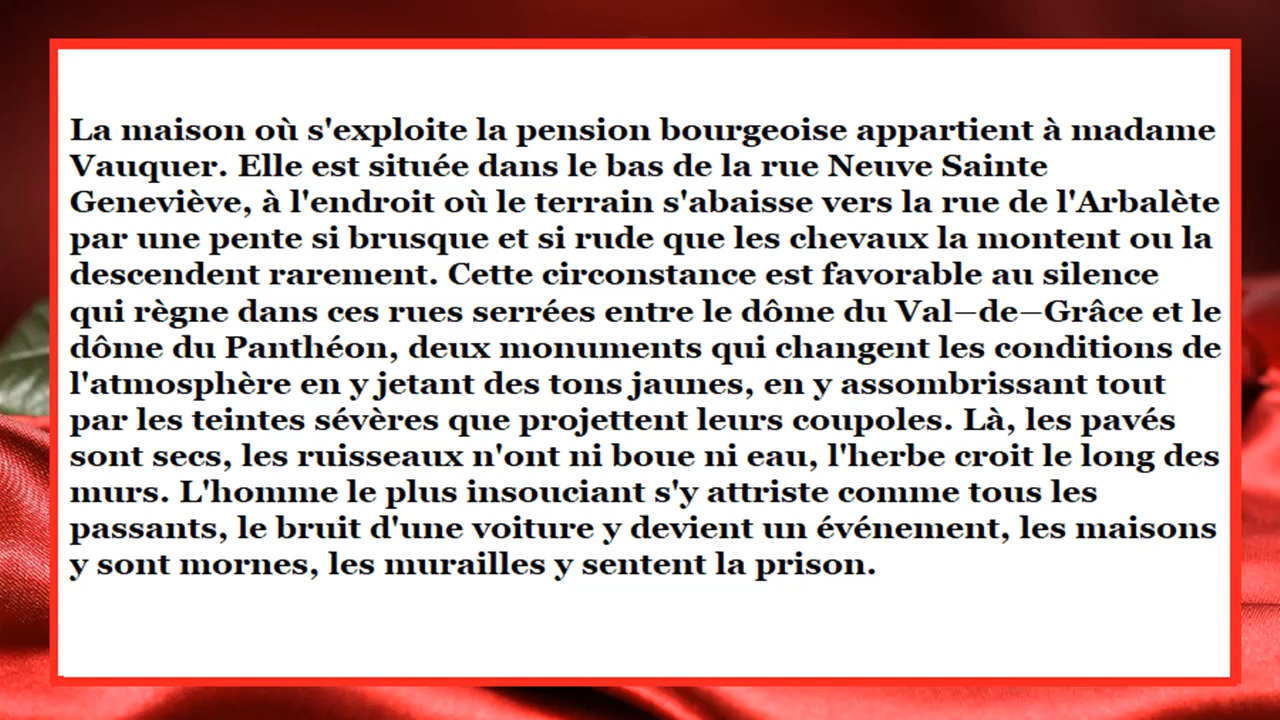 La maison où s'exploite la pension bourgeoise appartient à madame
Vauquer. Elle est située dans le bas de la rue Neuve Sainte
Geneviève, à l'endroit où le terrain s'abaisse vers la rue de l'Arbalète
par une pente si brusque et si rude que les chevaux la montent ou la
descendent rarement. Cette circonstance est favorable au silence
qui règne dans ces rues serrées entre le dôme du Val–de–Grâce et le
dôme du Panthéon, deux monuments qui changent les conditions de
l'atmosphère en y jetant des tons jaunes, en y assombrissant tout
par les teintes sévères que projettent leurs coupoles. Là, les pavés
sont secs, les ruisseaux n'ont ni boue ni eau, l'herbe croit le long des
murs. L'homme le plus insouciant s'y attriste comme tous les
passants, le bruit d'une voiture y devient un événement, les maisons
y sont mornes, les murailles y sentent la prison.